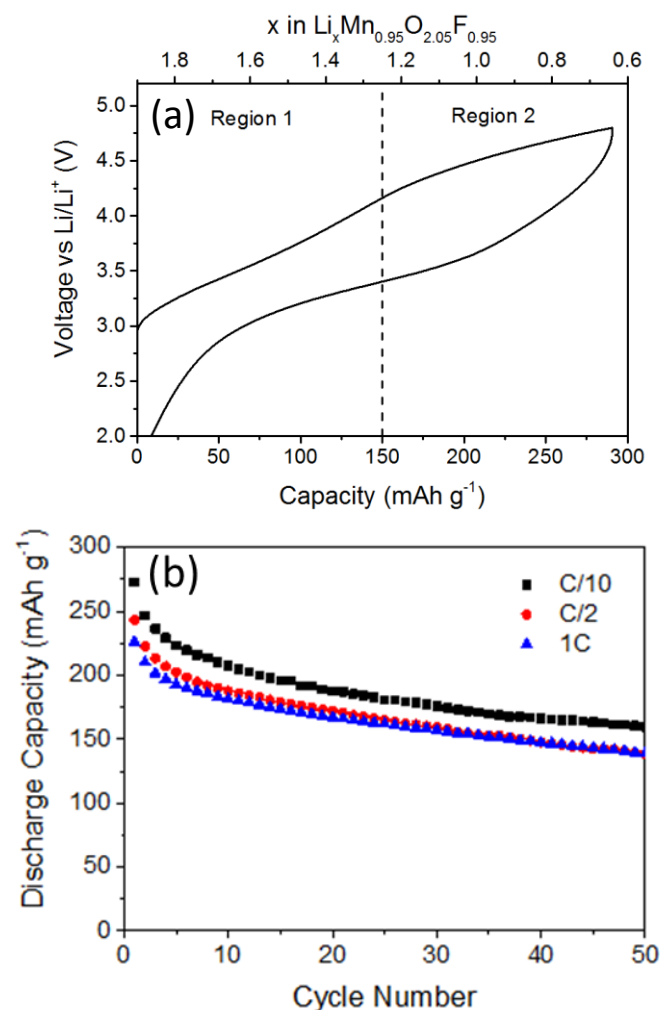 x in LiₓMn₀.₉₅O₂.₀₅F₀.₉₅
1.8 1.6 1.4 1.2 1.0 0.8 0.6
(a)
Region 1 Region 2
5.0
4.5
4.0
3.5
3.0
2.5
2.0
Voltage vs Li/Li⁺ (V)
0 50 100 150 200 250 300
Capacity (mAh g⁻¹)
(b)
C/10
C/2
1C
300
250
200
150
100
50
0
Discharge Capacity (mAh g⁻¹)
0 10 20 30 40 50
Cycle Number